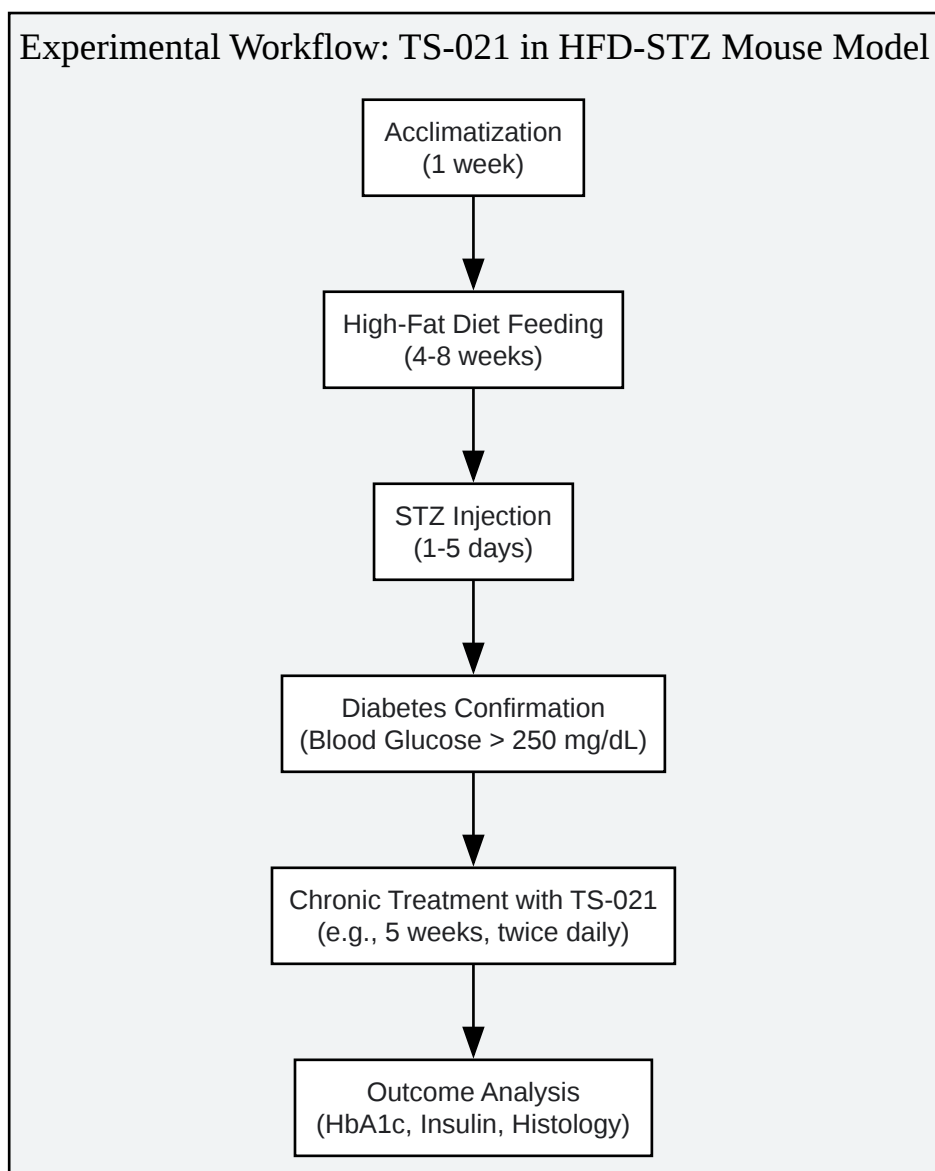 Experimental Workflow: TS-021 in HFD-STZ Mouse Model
Acclimatization
(1 week)
High-Fat Diet Feeding
(4-8 weeks)
STZ Injection
(1-5 days)
Diabetes Confirmation
(Blood Glucose > 250 mg/dL)
Chronic Treatment with TS-021
(e.g., 5 weeks, twice daily)
Outcome Analysis
(HbA1c, Insulin, Histology)